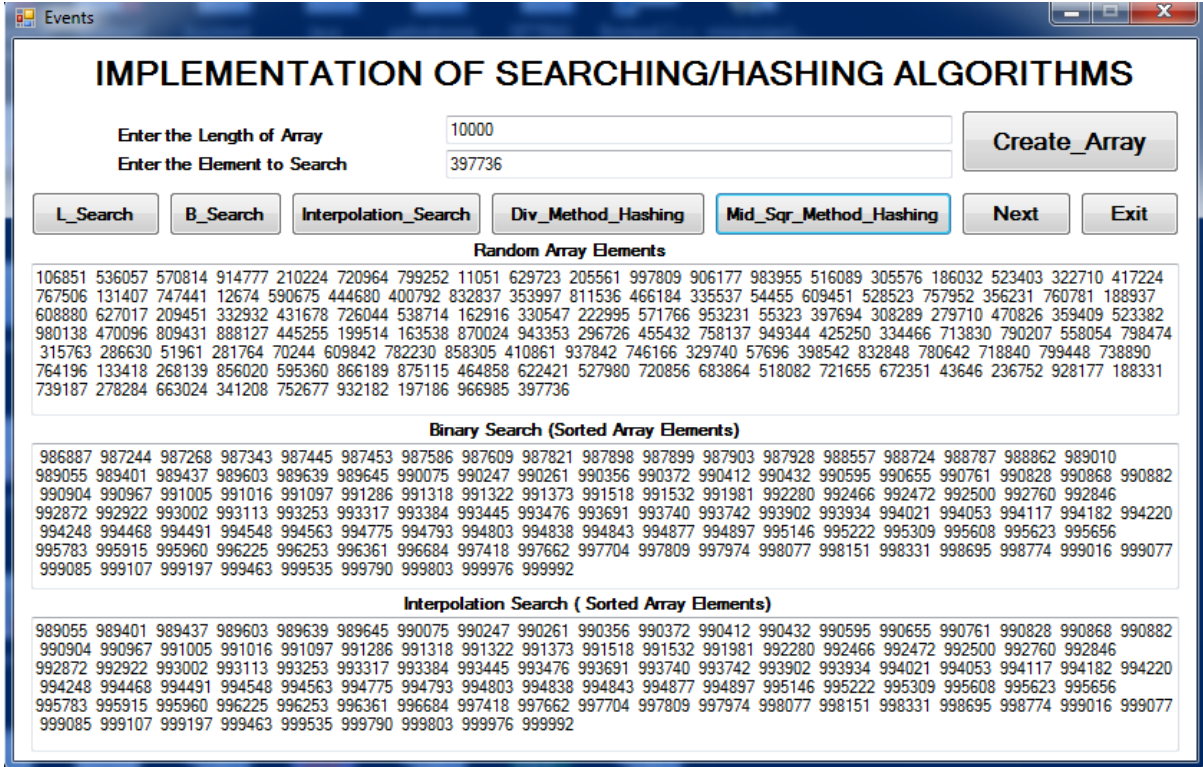 Events
IMPLEMENTATION OF SEARCHING/HASHING ALGORITHMS
Enter the Length of Array 10000
Create_Array
Enter the Element to Search 397736
L_Search B_Search Interpolation_Search Div_Method_Hashing Mid_Sqr_Method_Hashing Next Exit
Random Array Elements
106851 536057 570814 914777 210224 720964 799252 11051 629723 205561 997809 906177 983955 516089 305576 186032 523403 322710 417224
767506 131407 747441 12674 590675 444680 400792 832837 353997 811536 466184 335537 54455 609451 528523 757952 356231 760781 188937
608880 627017 209451 332932 431678 726044 538714 162916 330547 222995 571766 953231 55323 397694 308289 279710 470826 359409 523382
980138 470096 809431 888127 445255 199514 163538 870024 943353 296726 455432 758137 949344 425250 334466 713830 790207 558054 798474
315763 286630 51961 281764 70244 609842 782230 858305 410861 937842 746166 329740 57696 398542 832848 780642 718840 799448 738890
764196 133418 268139 856020 595360 866189 875115 464858 622421 527980 720856 683864 518082 721655 672351 43646 236752 928177 188331
739187 278284 663024 341208 752677 932182 197186 966985 397736
Binary Search (Sorted Array Elements)
986887 987244 987268 987343 987445 987453 987586 987609 987821 987898 987899 987903 987928 988557 988724 988787 988862 989010
989055 989401 989437 989603 989639 989645 990075 990247 990261 990356 990372 990412 990432 990595 990655 990761 990828 990868 990882
990904 990967 991005 991016 991097 991286 991318 991322 991373 991518 991532 991981 992280 992466 992472 992500 992760 992846
992872 992922 993002 993113 993253 993317 993384 993445 993476 993691 993740 993742 993902 993934 994021 994053 994117 994182 994220
994248 994468 994491 994548 994563 994775 994793 994803 994838 994843 994877 994897 995146 995222 995309 995608 995623 995656
995783 995915 995960 996225 996253 996361 996684 997418 997662 997704 997809 997974 998077 998151 998331 998695 998774 999016 999077
999085 999107 999197 999463 999535 999790 999803 999976 999992
Interpolation Search ( Sorted Array Elements)
989055 989401 989437 989603 989639 989645 990075 990247 990261 990356 990372 990412 990432 990595 990655 990761 990828 990868 990882
990904 990967 991005 991016 991097 991286 991318 991322 991373 991518 991532 991981 992280 992466 992472 992500 992760 992846
992872 992922 993002 993113 993253 993317 993384 993445 993476 993691 993740 993742 993902 993934 994021 994053 994117 994182 994220
994248 994468 994491 994548 994563 994775 994793 994803 994838 994843 994877 994897 995146 995222 995309 995608 995623 995656
995783 995915 995960 996225 996253 996361 996684 997418 997662 997704 997809 997974 998077 998151 998331 998695 998774 999016 999077
999085 999107 999197 999463 999535 999790 999803 999976 999992